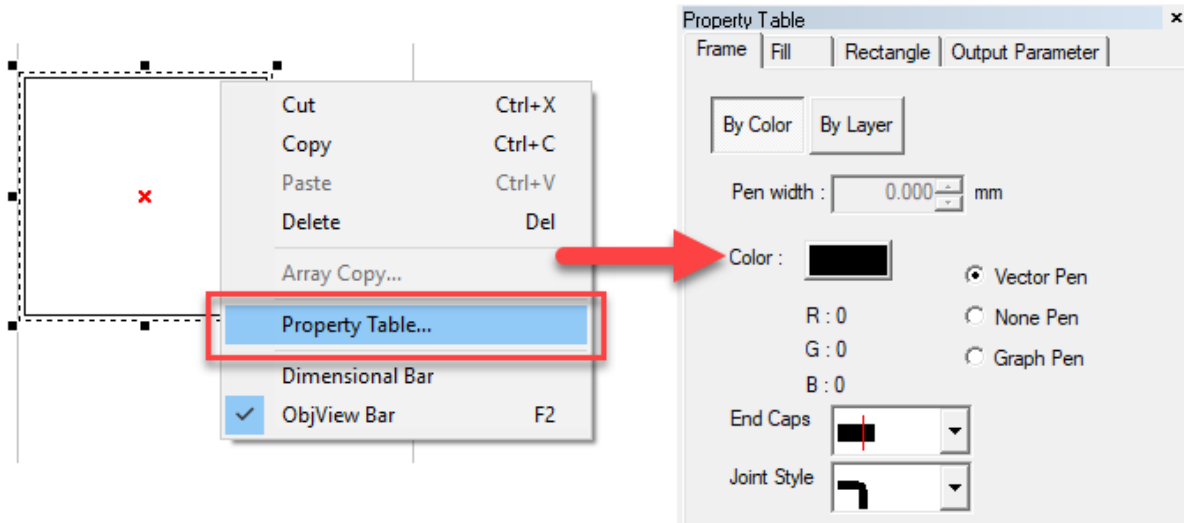 Cut Ctrl+X
Copy Ctrl+C
Paste Ctrl+V
Delete Del
Array Copy...
Property Table...
Dimensional Bar
ObjView Bar F2
Property Table
Frame Fill Rectangle Output Parameter
By Color By Layer
Pen width : 0.000 mm
Color :
Vector Pen
R : 0 None Pen
G : 0 Graph Pen
B : 0
End Caps
Joint Style